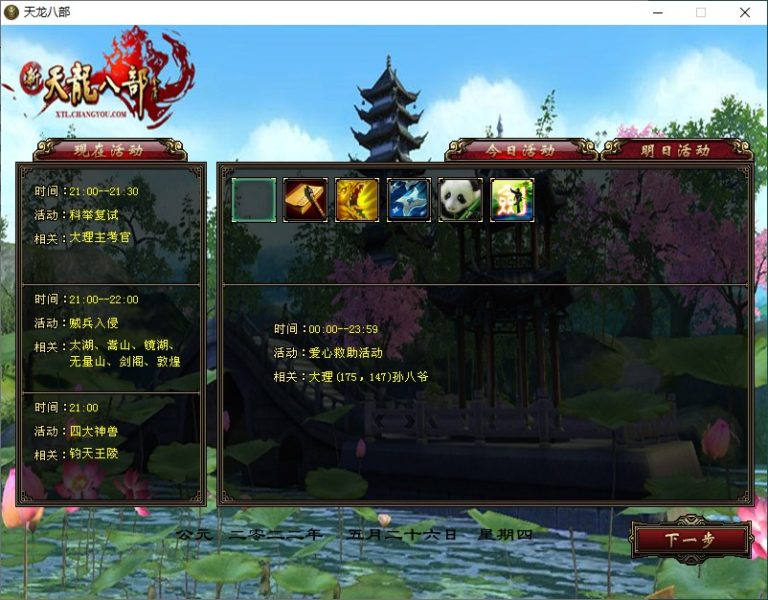 天龙八部
新天龍八部
XTL.CHANGYOU.COM
现在活动
今日活动
明日活动
时间：21:00--21:30
活动：科举复试
相关：大理主考官
时间：21:00--22:00
活动：贼兵入侵
相关：太湖、嵩山、镜湖、
无量山、剑阁、敦煌
时间：21:00
活动：四大神兽
相关：钧天王陵
时间：00:00--23:59
活动：爱心救助活动
相关：大理(175，147)孙八爷
公元 二零二二年 五月二十六日 星期四
下一步